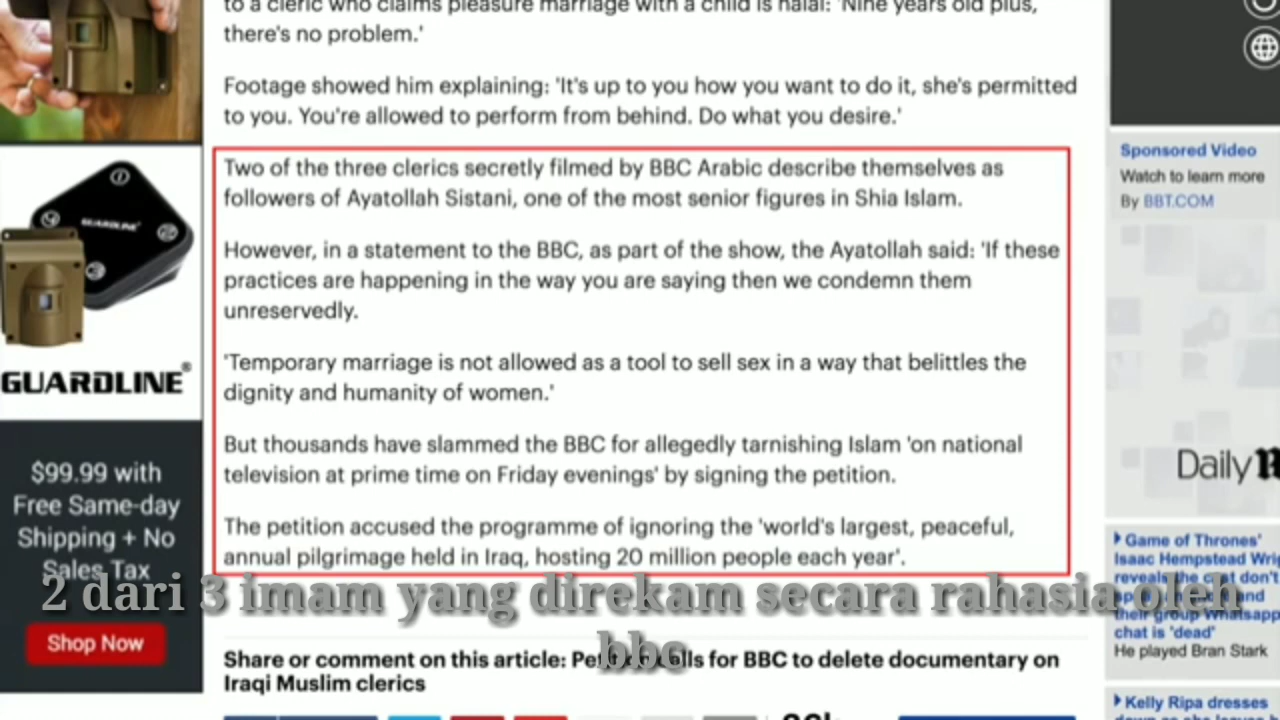 to a cleric who claims pleasure marriage with a child is halal: 'Nine years old plus,
there's no problem.'
Footage showed him explaining: 'It's up to you how you want to do it, she's permitted
to you. You're allowed to perform from behind. Do what you desire.'
Two of the three clerics secretly filmed by BBC Arabic describe themselves as
followers of Ayatollah Sistani, one of the most senior figures in Shia Islam.
However, in a statement to the BBC, as part of the show, the Ayatollah said: 'If these
practices are happening in the way you are saying then we condemn them
unreservedly.
'Temporary marriage is not allowed as a tool to sell sex in a way that belittles the
dignity and humanity of women.'
But thousands have slammed the BBC for allegedly tarnishing Islam 'on national
television at prime time on Friday evenings' by signing the petition.
The petition accused the programme of ignoring the 'world's largest, peaceful,
annual pilgrimage held in Iraq, hosting 20 million people each year'.
2 dari 3 imam yang direkam secara rahasia oleh
bbc
Share or comment on this article: for BBC to delete documentary on
Iraqi Muslim clerics
GUARDLINE
GUARDLINE®
$99.99 with
Free Same-day
Shipping + No
Sales Tax
Shop Now
Sponsored Video
Watch to learn more
By BBT.COM
Daily
Game of Thrones'
Isaac Hempstead
reveals the cast don't
their group
chat is 'dead'
He played Bran Stark
Kelly Ripa dresses